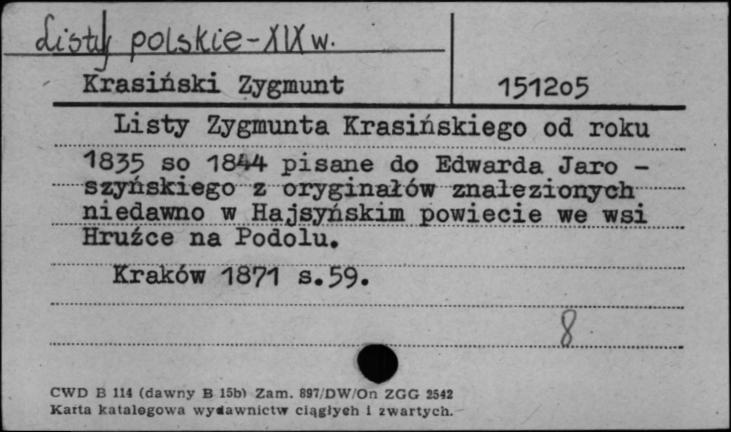 Listy polskie-XIX w.
Krasiński Zygmunt 151205
Listy Zygmunta Krasińskiego od roku
1835 so 1844 pisane do Edwarda Jaro -
szyńskiego z oryginałów znalezionych
niedawno w Hajsyńskim powiecie we wsi
Hruźce na Podolu.
Kraków 1871 s.59.
8
CWD B 114 (dawny B 15b) Zam. 897/DW/On ZGG 2542
Karta katalogowa wydawnictw ciągłych i zwartych.